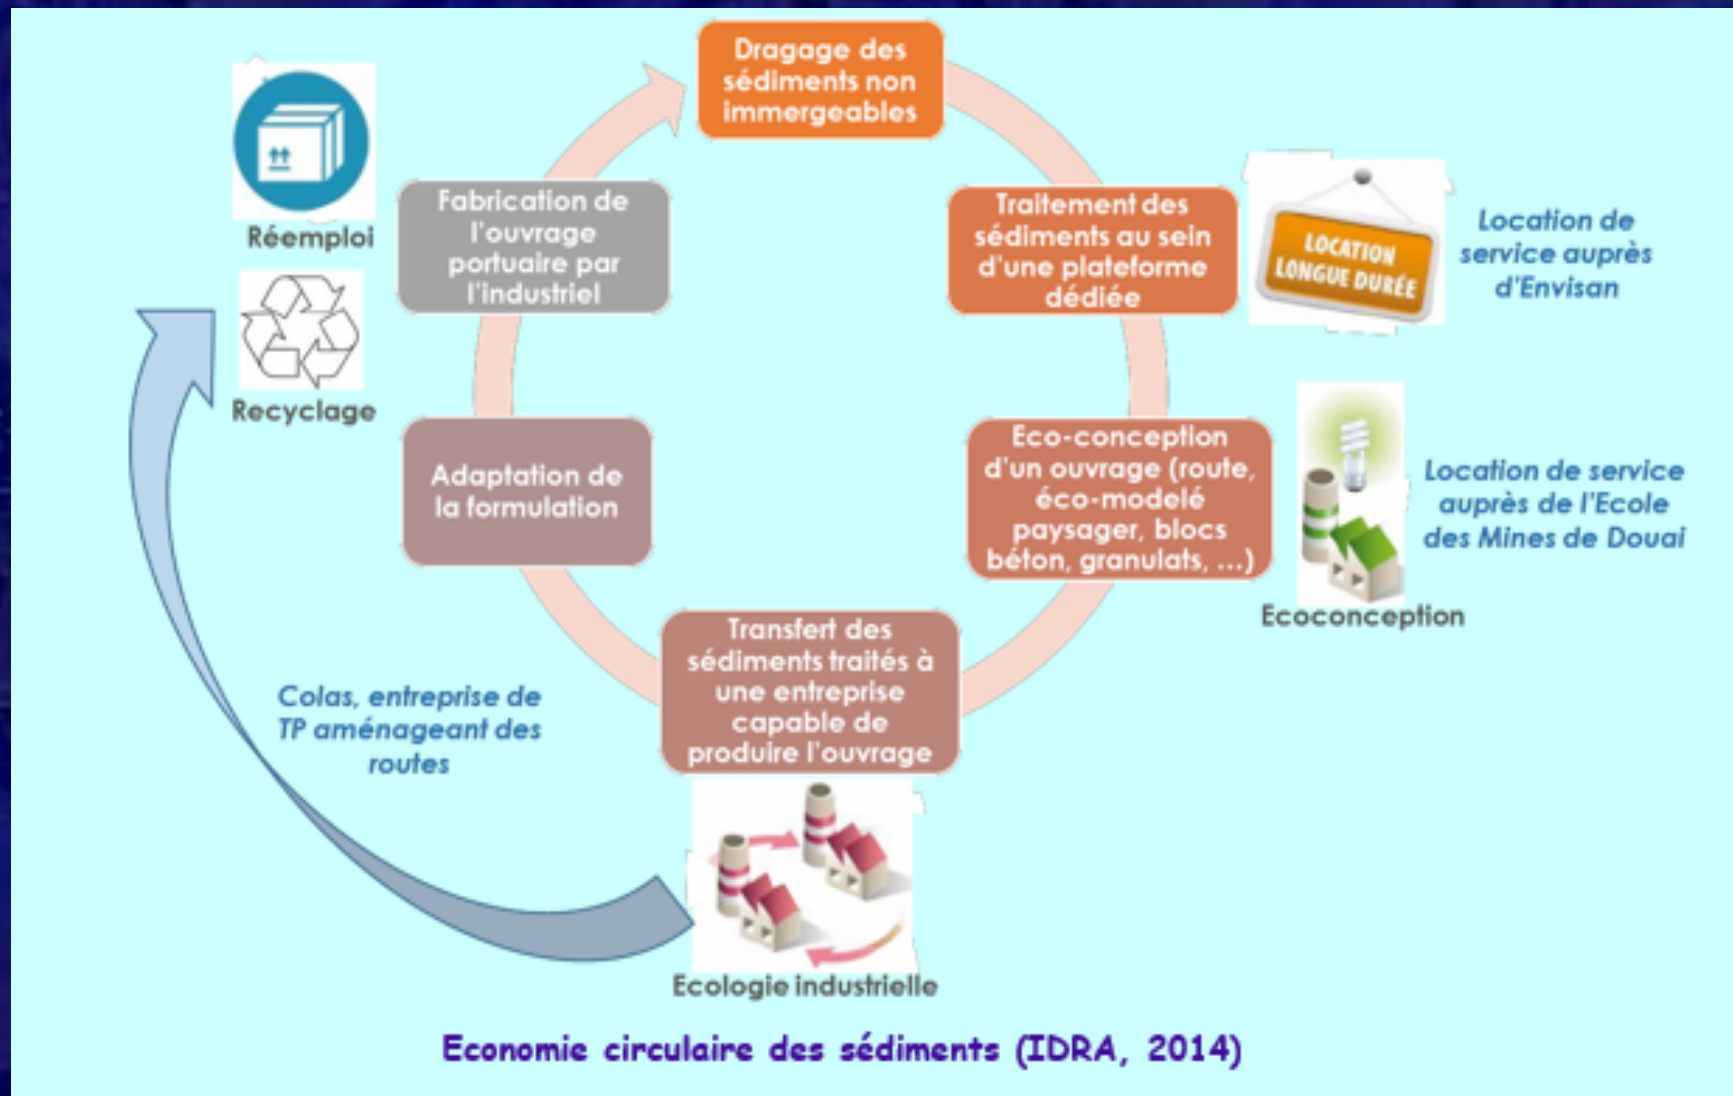 Dragage des
sédiments non
immergeables
Traitement des
sédiments au sein
d'une plateforme
dédiée
LOCATION
LONGUE DURÉE
Location de
service auprès
d'Envisan
Eco-conception
d'un ouvrage (route,
éco-modelé
paysager, blocs
béton, granulats, ...)
Ecoconception
Location de service
auprès de l'Ecole
des Mines de Douai
Transfert des
sédiments traités à
une entreprise
capable de
produire l'ouvrage
Ecologie industrielle
Colas, entreprise de
TP aménageant des
routes
Adaptation de
la formulation
Fabrication de
l'ouvrage
portuaire par
l'industriel
Réemploi
Recyclage
Economie circulaire des sédiments (IDRA, 2014)